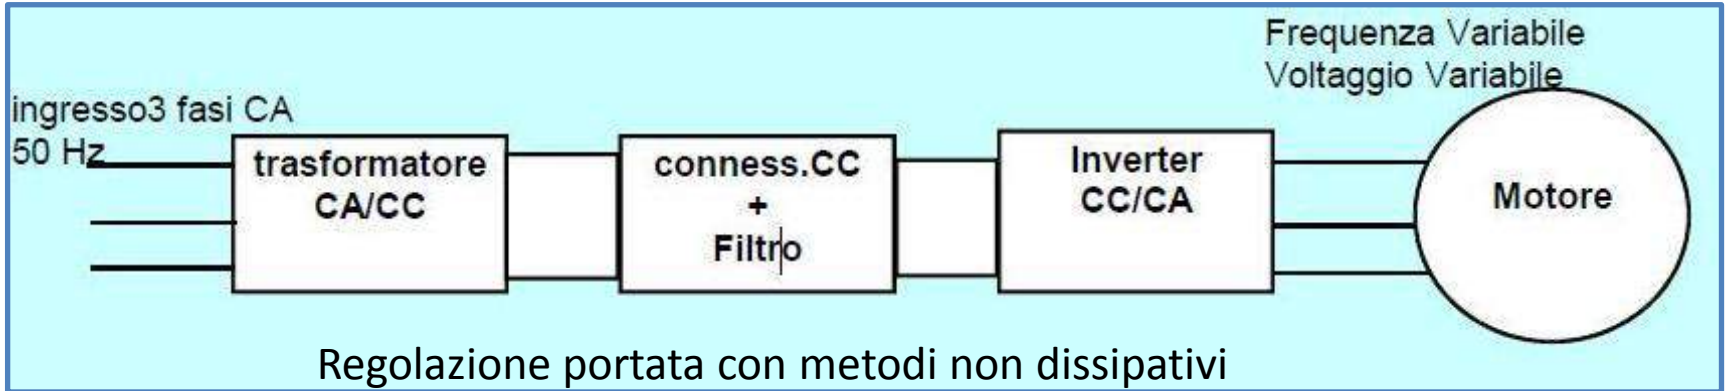 Frequenza Variabile
Voltaggio Variabile
ingresso3 fasi CA
50 Hz
trasformatore
CA/CC
conness.CC
+
Filtro
Inverter
CC/CA
Motore
Regolazione portata con metodi non dissipativi